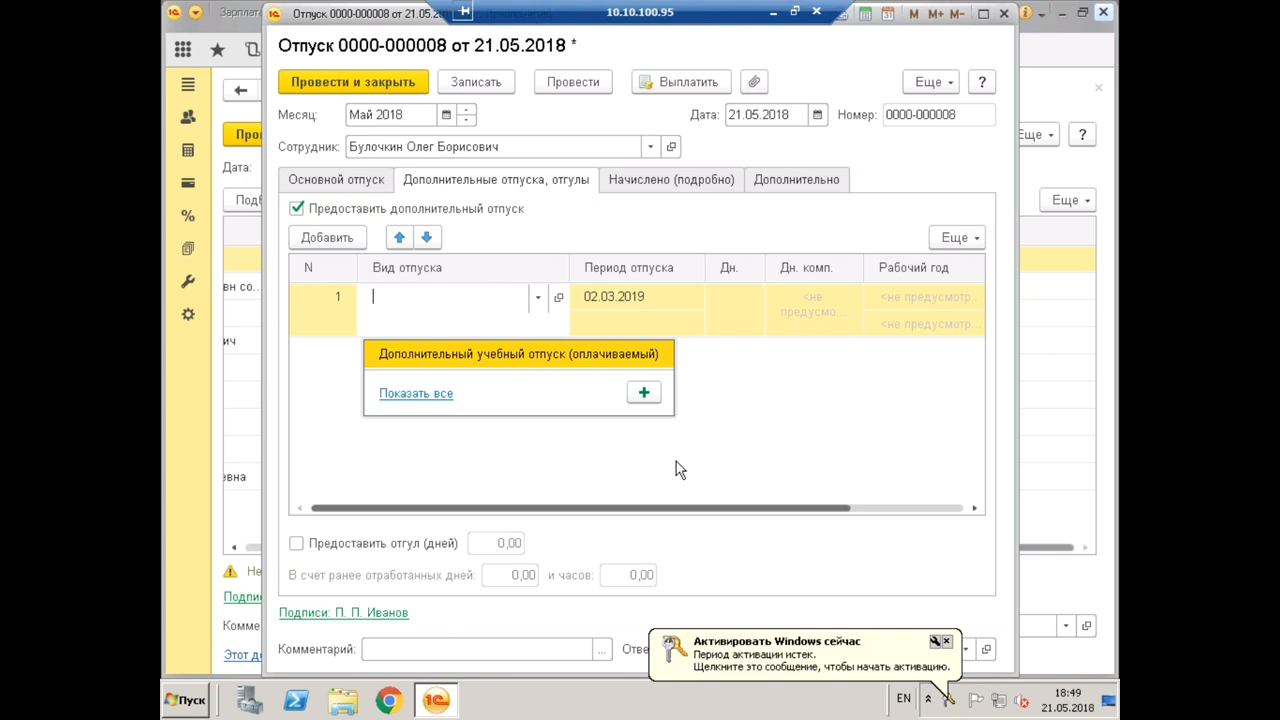 Зарплат
Отпуск 0000-000008 от 21.05.20
10.10.100.95
M M+ M-
Отпуск 0000-000008 от 21.05.2018 *
Провести и закрыть
Записать
Провести
Выплатить
Еще
?
Месяц:
Май 2018
Дата:
21.05.2018
Номер:
0000-000008
Про
Еще
?
Сотрудник:
Булочкин Олег Борисович
Дата:
Основной отпуск
Дополнительные отпуска, отгулы
Начислено (подробно)
Дополнительно
Подб
Еще
Предоставить дополнительный отпуск
Добавить
Еще
N
Вид отпуска
Период отпуска
Дн.
Дн. комп.
Рабочий год
вн со..
1
02.03.2019
<не предусмо...
<не предусмотр...
<не предусмотр...
ич
Дополнительный учебный отпуск (оплачиваемый)
Показать все
евна
Предоставить отгул (дней)
0,00
Не
В счет ранее отработанных дней:
0,00
и часов:
0,00
Подпи
Подписи: П. П. Иванов
Комме
Этот д
Комментарий:
...
Отве
Активировать Windows сейчас
Период активации истек.
Щелкните это сообщение, чтобы начать активацию.
Пуск
EN
18:49
21.05.2018